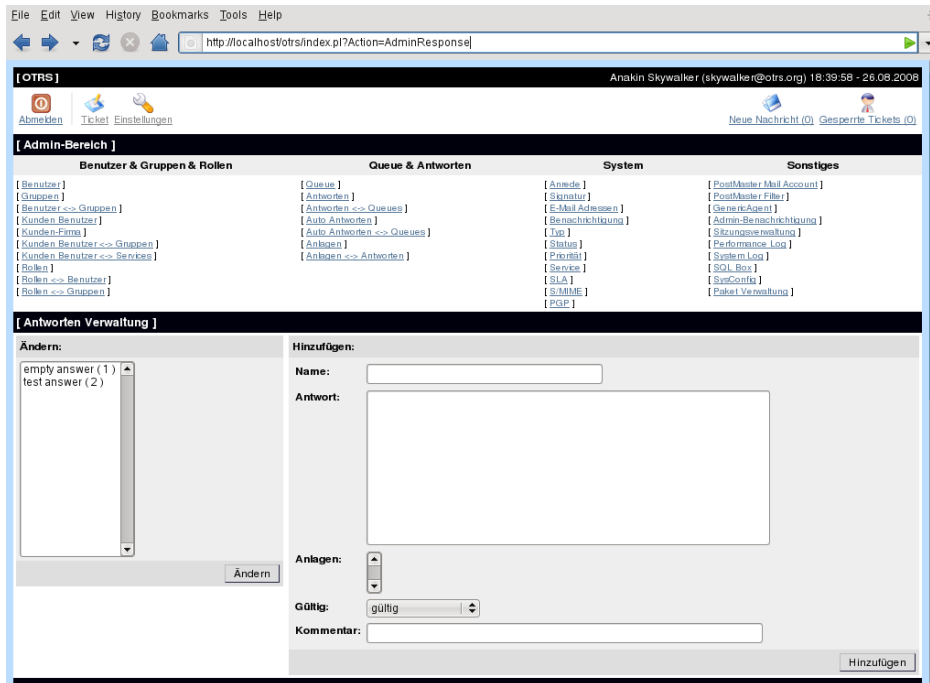 File Edit View History Bookmarks Tools Help
http://localhost/otrs/index.pl?Action=AdminResponse
[ OTRS ] Anakin Skywalker (skywalker@otrs.org) 18:39:58 - 26.08.2008
Abmelden Ticket Einstellungen Neue Nachricht (0) Gesperrte Tickets (0)
[ Admin-Bereich ]
Benutzer & Gruppen & Rollen Queue & Antworten System Sonstiges
[ Benutzer ] [ Queue ] [ Anrede ] [ PostMaster Mail Account ]
[ Gruppen ] [ Antworten ] [ Signatur ] [ PostMaster Filter ]
[ Benutzer <-> Gruppen ] [ Antworten <-> Queues ] [ E-Mail Adressen ] [ GenericAgent ]
[ Kunden Benutzer ] [ Auto Antworten ] [ Benachrichtigung ] [ Admin-Benachrichtigung ]
[ Kunden-Firma ] [ Auto Antworten <-> Queues ] [ Typ ] [ Sitzungsverwaltung ]
[ Kunden Benutzer <-> Gruppen ] [ Anlagen ] [ Status ] [ Performance Log ]
[ Kunden Benutzer <-> Services ] [ Anlagen <-> Antworten ] [ Priorität ] [ System Log ]
[ Rollen ] [ Service ] [ SQL Box ]
[ Rollen <-> Benutzer ] [ SLA ] [ SysConfig ]
[ Rollen <-> Gruppen ] [ S/MIME ] [ Paket Verwaltung ]
[ PGP ]
[ Antworten Verwaltung ]
Ändern: Hinzufügen:
empty answer ( 1 )
test answer ( 2 )
Name:
Antwort:
Anlagen:
Ändern
Gültig: gültig
Kommentar:
Hinzufügen